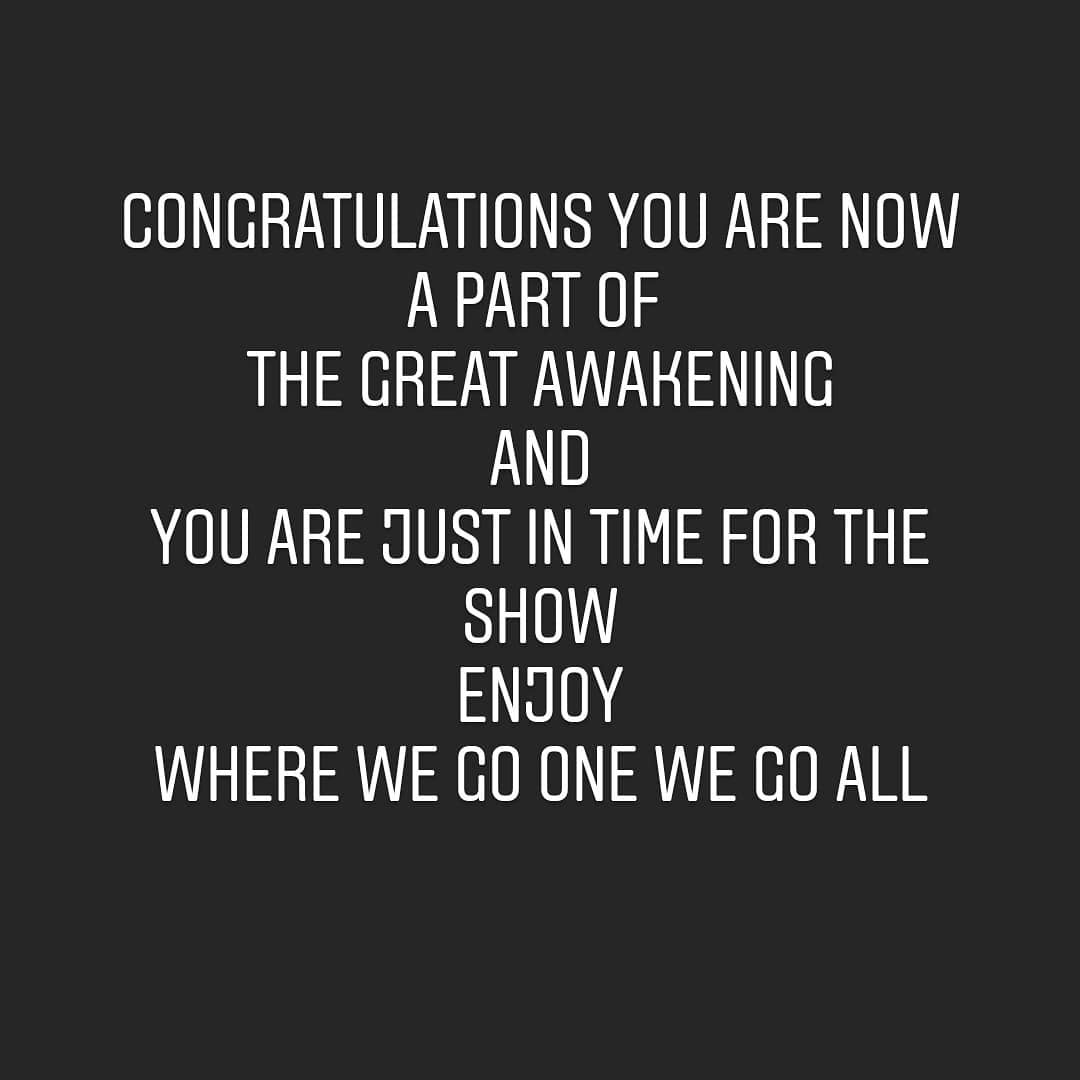 CONGRATULATIONS YOU ARE NOW
A PART OF
THE GREAT AWAKENING
AND
YOU ARE JUST IN TIME FOR THE
SHOW
ENJOY
WHERE WE GO ONE WE GO ALL